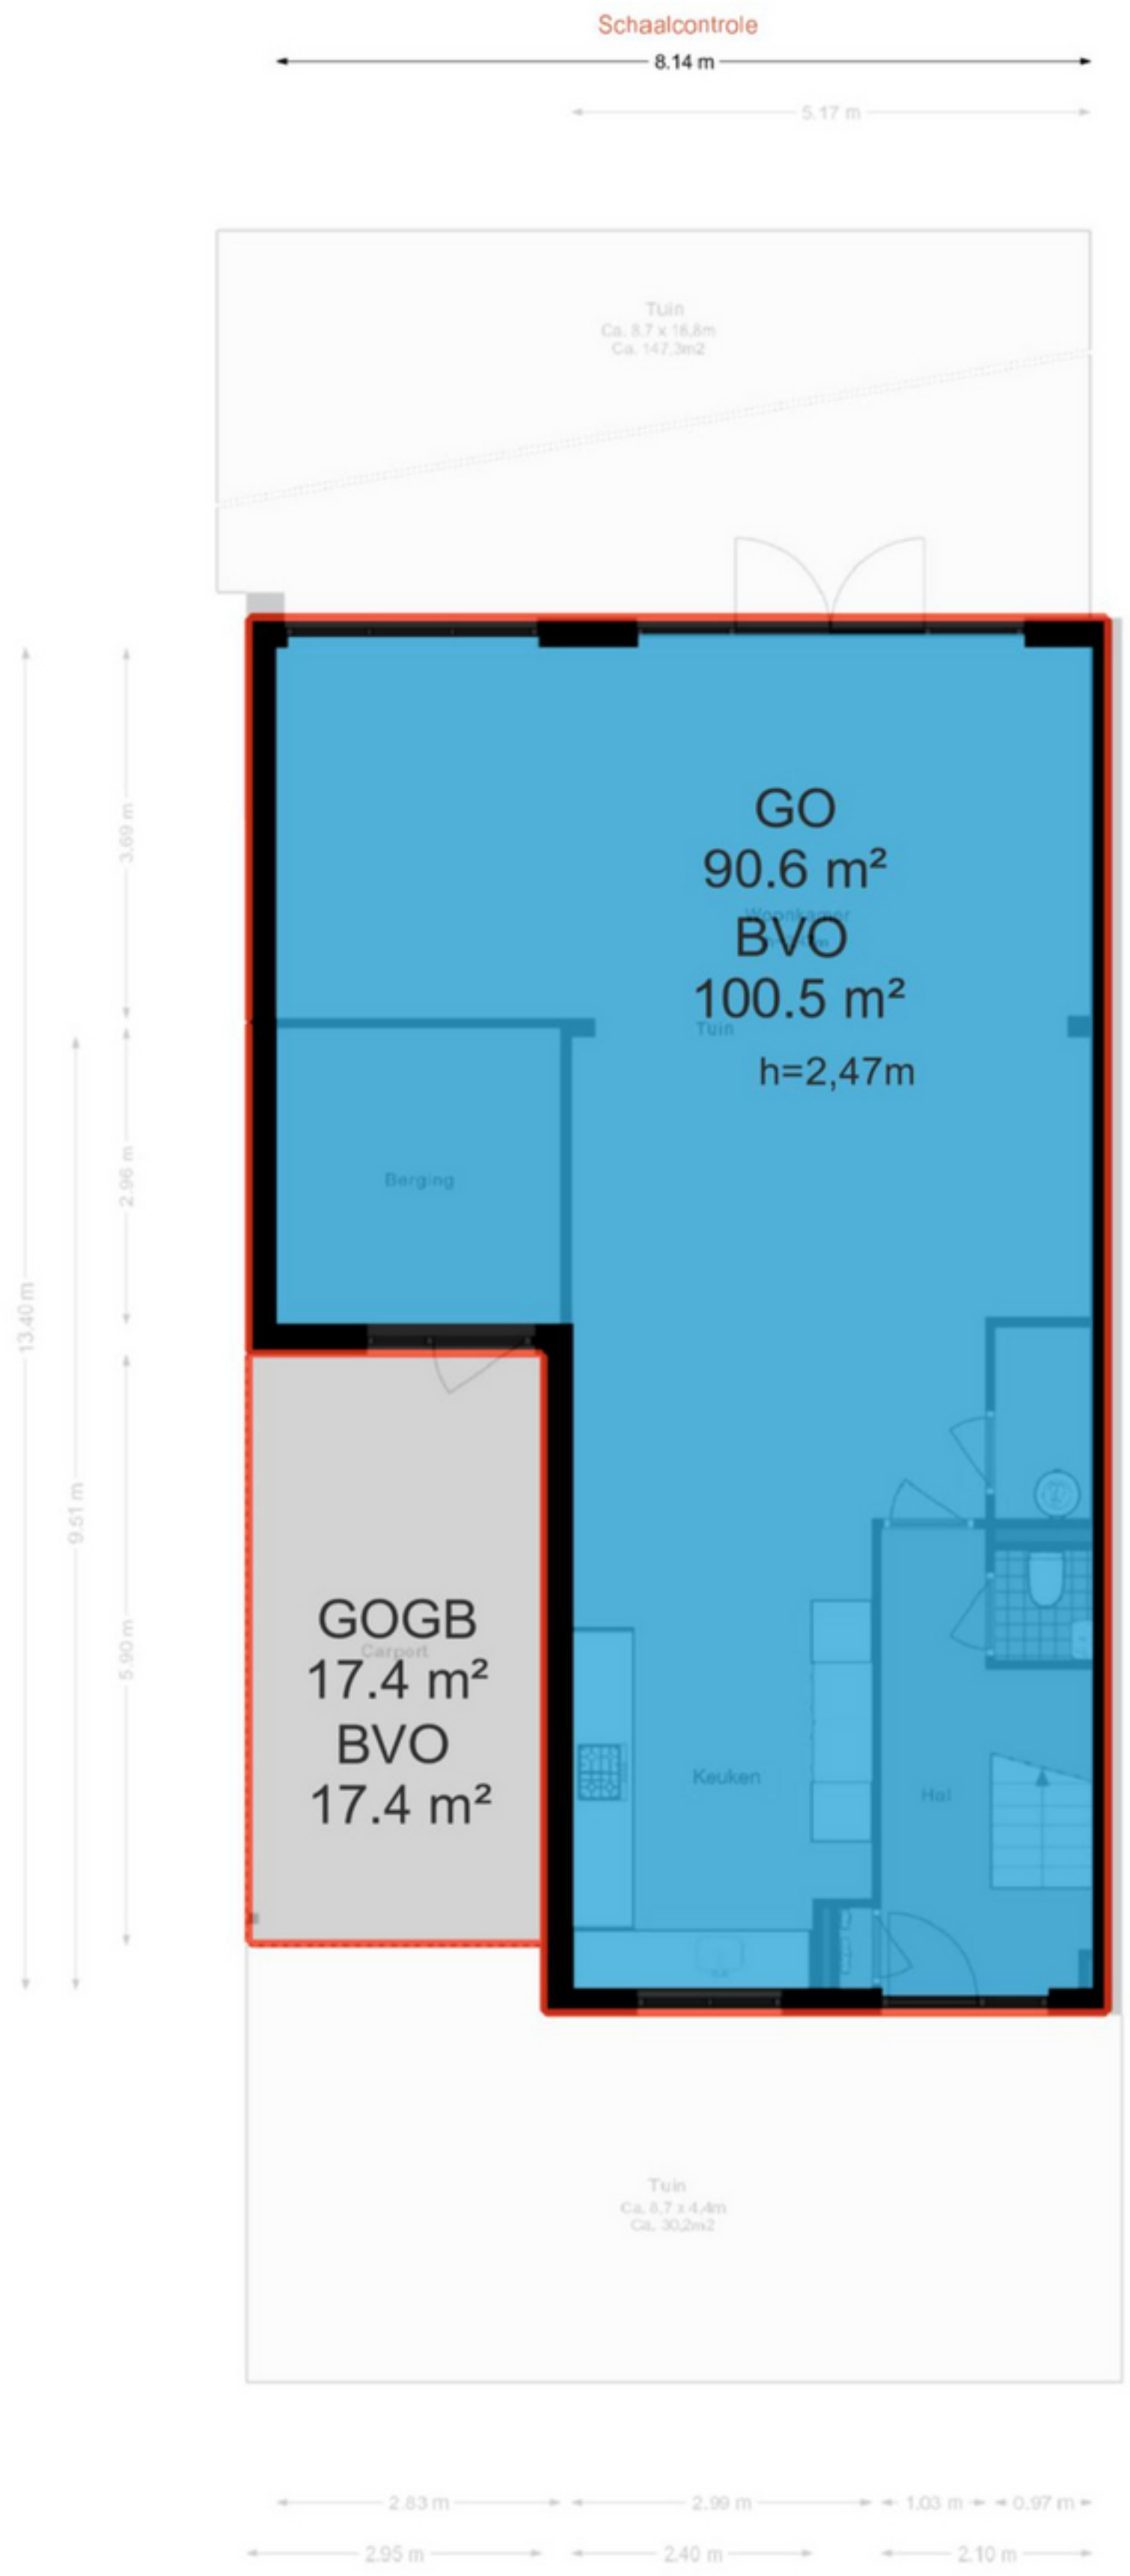 Schaalcontrole
8.14 m
5.17 m
Tuin
Ca. 8,7 x 16,8m
Ca. 147,3m2
GO
90.6 m²
Woonkamer
BVO
100.5 m²
Tuin
h=2,47m
3.69 m
Berging
2.96 m
13.40 m
9.51 m
GOGB
Carport
17.4 m²
BVO
17.4 m²
5.90 m
Keuken
Hal
Tuin
Ca. 8,7 x 4,4m
Ca. 30,2m2
2.83 m
2.99 m
1.03 m
0.97 m
2.95 m
2.40 m
2.10 m